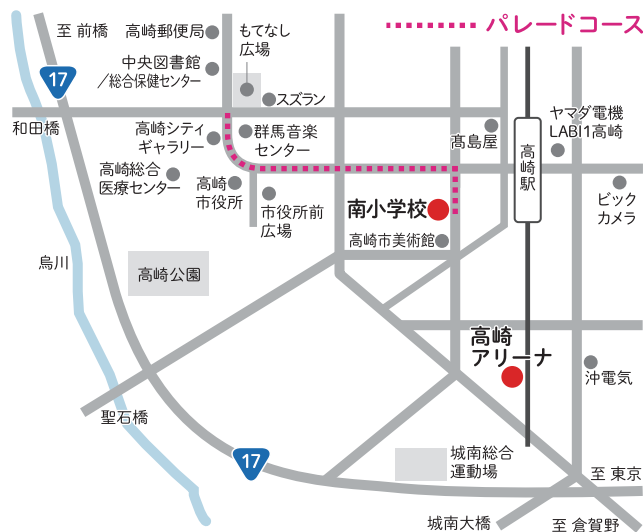 パレードコース
至 前橋
高崎郵便局
もてなし
広場
中央図書館
／総合保健センター
17
スズラン
和田橋
高崎シティ
ギャラリー
群馬音楽
センター
髙島屋
ヤマダ電機
LABI1高崎
高崎駅
高崎総合
医療センター
高崎
市役所
市役所前
広場
南小学校
ビック
カメラ
高崎市美術館
烏川
高崎公園
高崎
アリーナ
沖電気
聖石橋
17
城南総合
運動場
至 東京
城南大橋
至 倉賀野